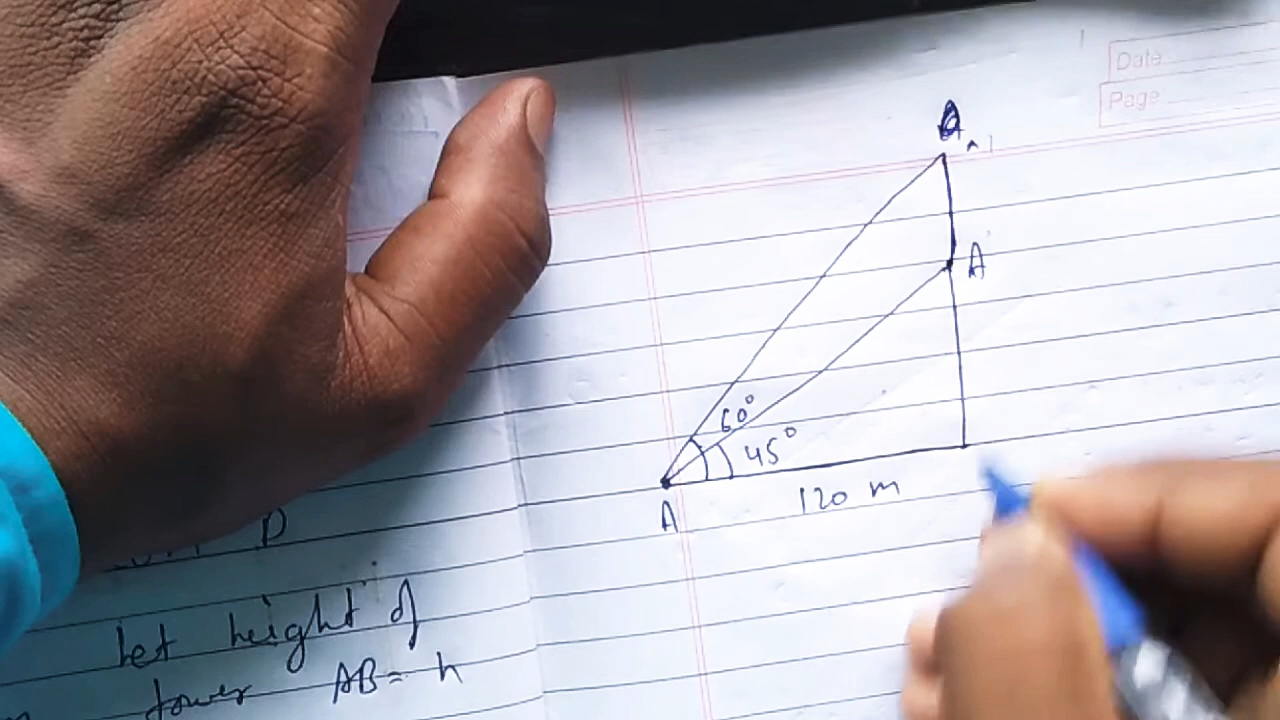 Date
Page
A
60°
45°
120 m
A
D
let height of
tower AB = h